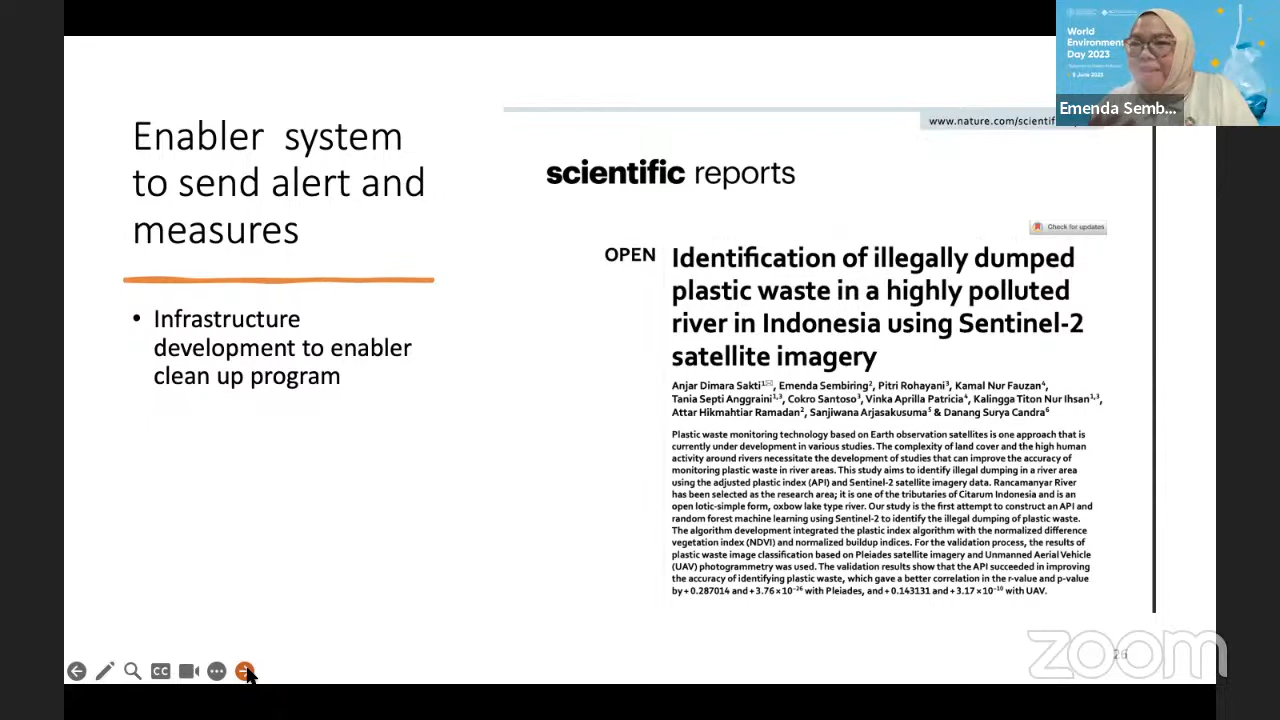 World
Environment
Day 2023
5 June 2023
Emenda Semb...
Enabler system
to send alert and
measures
• Infrastructure
development to enabler
clean up program
www.nature.com/scientif
scientific reports
Check for updates
OPEN
Identification of illegally dumped
plastic waste in a highly polluted
river in Indonesia using Sentinel-2
satellite imagery
Anjar Dimara Sakti¹✉, Emenda Sembiring², Pitri Rohayani³, Kamal Nur Fauzan⁴,
Tania Septi Anggraini¹,³, Cokro Santoso³, Vinka Aprilla Patricia⁴, Kalingga Titon Nur Ihsan¹,³,
Attar Hikmahtiar Ramadan², Sanjiwana Arjasakusuma⁵ & Danang Surya Candra⁶
Plastic waste monitoring technology based on Earth observation satellites is one approach that is
currently under development in various studies. The complexity of land cover and the high human
activity around rivers necessitate the development of studies that can improve the accuracy of
monitoring plastic waste in river areas. This study aims to identify illegal dumping in a river area
using the adjusted plastic index (API) and Sentinel-2 satellite imagery data. Rancamanyar River
has been selected as the research area; it is one of the tributaries of Citarum Indonesia and is an
open lotic-simple form, oxbow lake type river. Our study is the first attempt to construct an API and
random forest machine learning using Sentinel-2 to identify the illegal dumping of plastic waste.
The algorithm development integrated the plastic index algorithm with the normalized difference
vegetation index (NDVI) and normalized buildup indices. For the validation process, the results of
plastic waste image classification based on Pleiades satellite imagery and Unmanned Aerial Vehicle
(UAV) photogrammetry was used. The validation results show that the API succeeded in improving
the accuracy of identifying plastic waste, which gave a better correlation in the r-value and p-value
by + 0.287014 and + 3.76 × 10⁻²⁶ with Pleiades, and + 0.143131 and + 3.17 × 10⁻¹⁰ with UAV.
CC
26
zoom